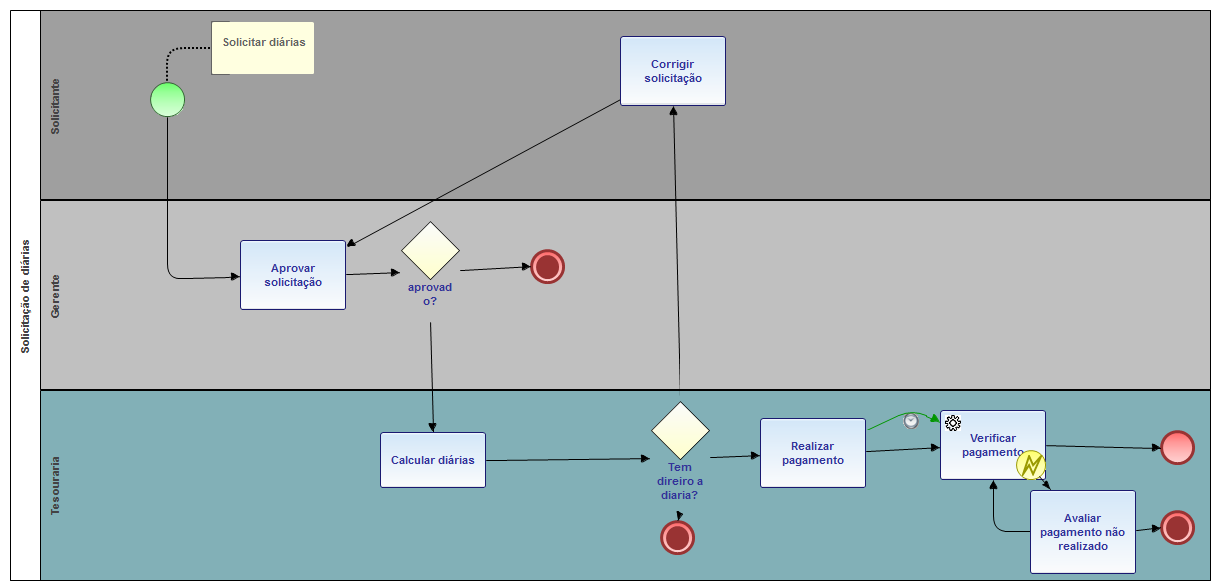 Solicitação de diárias
Solicitante
Solicitar diárias
Corrigir
solicitação
Gerente
Aprovar
solicitação
aprovad
o?
Tesouraria
Calcular diárias
Tem
direiro a
diaria?
Realizar
pagamento
Verificar
pagamento
Avaliar
pagamento não
realizado